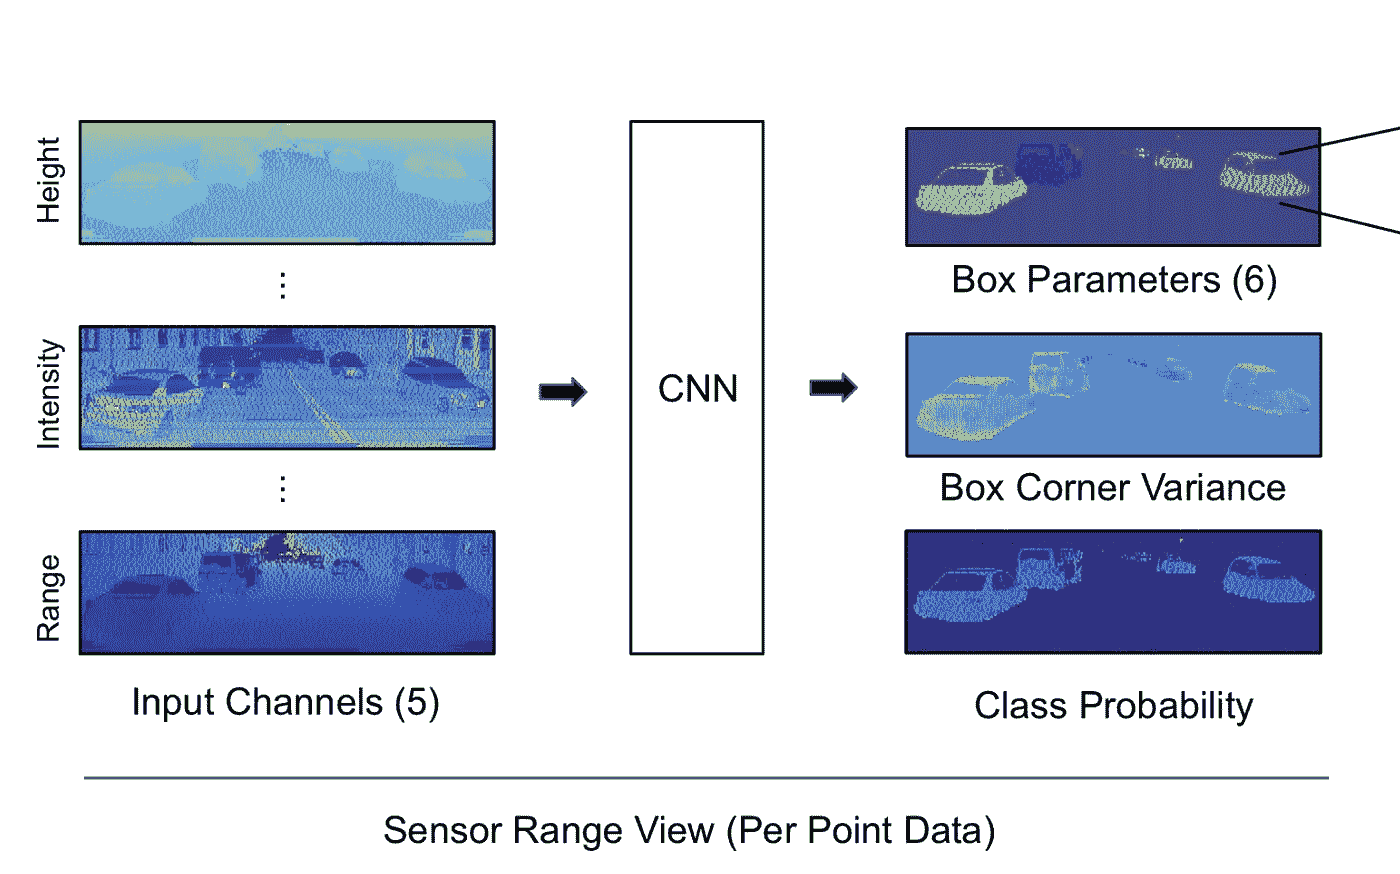 Height
⋮
Intensity
⋮
Range
Input Channels (5)
CNN
Box Parameters (6)
Box Corner Variance
Class Probability
Sensor Range View (Per Point Data)